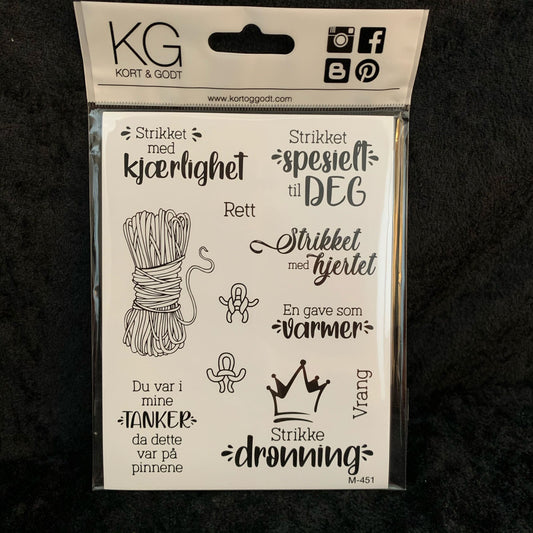 KG
KORT & GODT
www.kortoggodt.com
Strikket
med
kjærlighet
Strikket
spesielt
til
DEG
Rett
Strikket
med hjertet
En gave som
varmer
Du var i
mine
TANKER
da dette
var på
pinnene
Vrang
Strikke
dronning
M-451